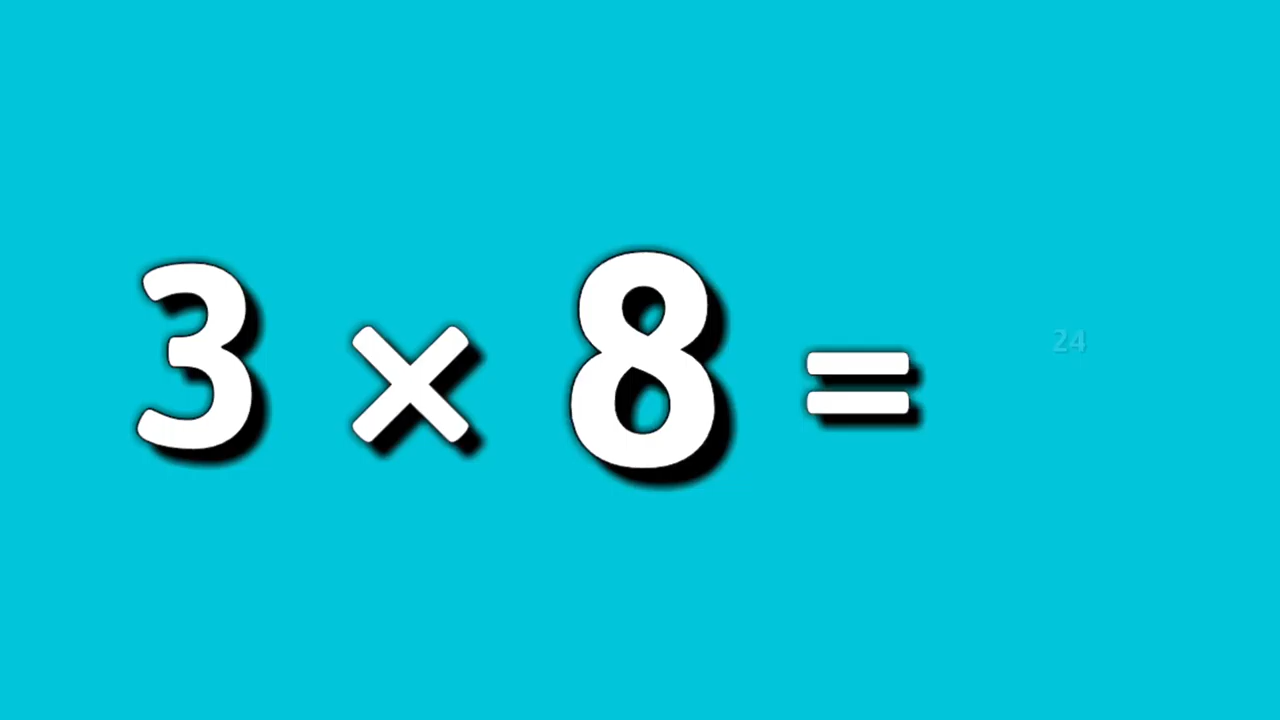 3 × 8 = 24